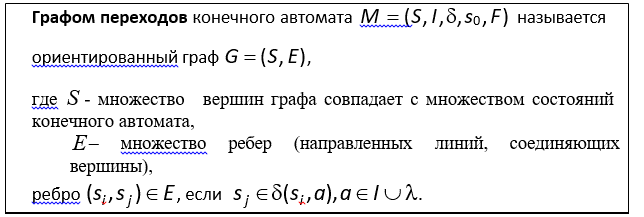 Графом переходов конечного автомата M = (S, I, δ, s₀, F) называется
ориентированный граф G = (S, E),
где S - множество вершин графа совпадает с множеством состояний
конечного автомата,
E – множество ребер (направленных линий, соединяющих
вершины),
ребро (sᵢ, sⱼ) ∈ E, если sⱼ ∈ δ(sᵢ, a), a ∈ I ∪ λ.